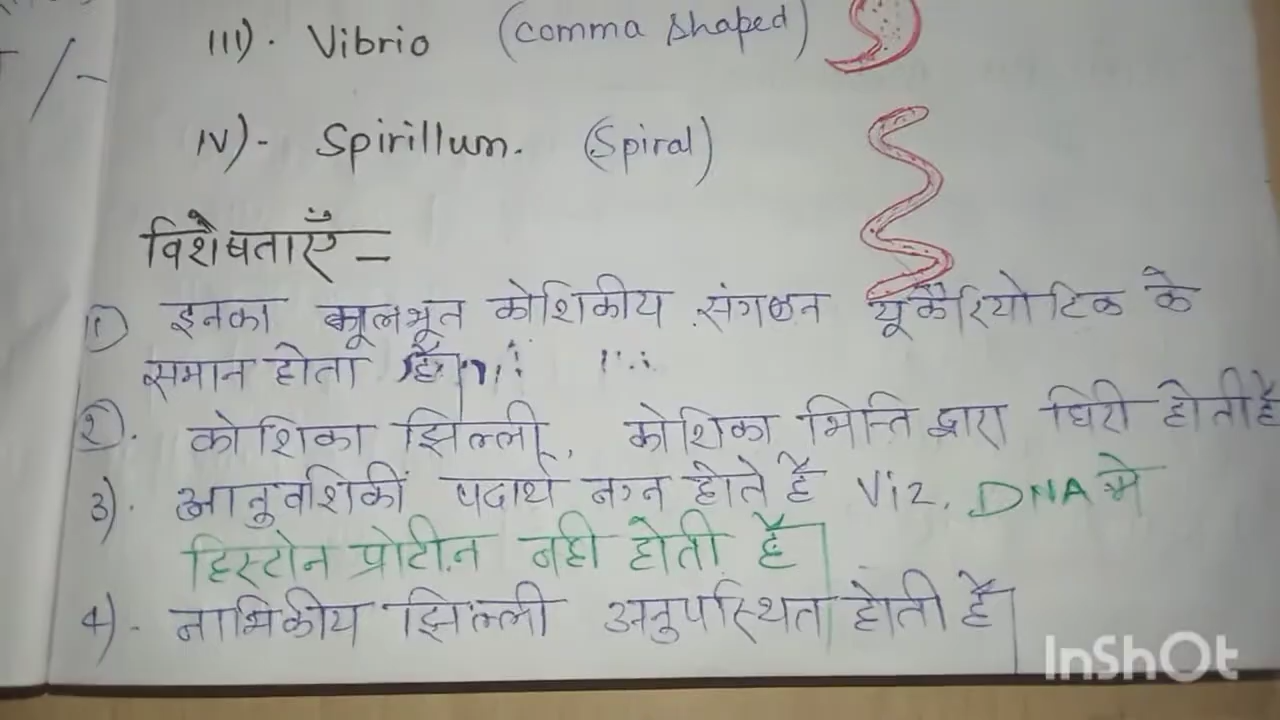 III). Vibrio (Comma shaped)
IV)- Spirillum. (Spiral)
विशेषताएँ -
1) इनका मूलभूत कोशिकीय संगठन यूकैरियोटिक के
समान होता है।
2). कोशिका झिल्ली, कोशिका भित्ति द्वारा घिरी होती है
3). आनुवशिकीं पदार्थ नग्न होते है Viz. DNA मे
हिस्टोन प्रोटीन नही होती है।
4)- नाभिकीय झिल्ली अनुपस्थित होती है।
InShOt